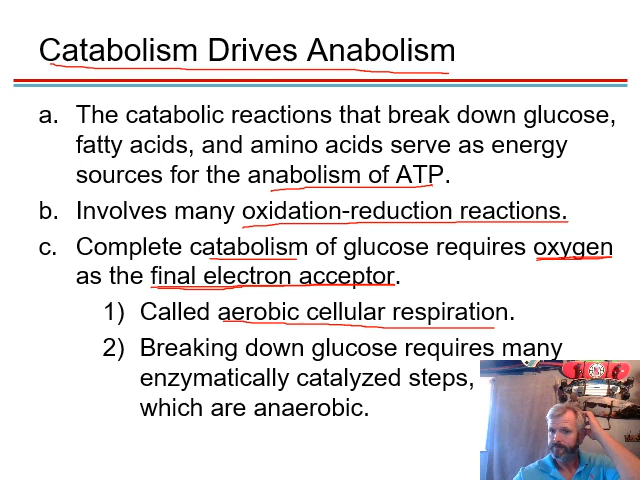 Catabolism Drives Anabolism
a. The catabolic reactions that break down glucose,
fatty acids, and amino acids serve as energy
sources for the anabolism of ATP.
b. Involves many oxidation-reduction reactions.
c. Complete catabolism of glucose requires oxygen
as the final electron acceptor.
1) Called aerobic cellular respiration.
2) Breaking down glucose requires many
enzymatically catalyzed steps,
which are anaerobic.